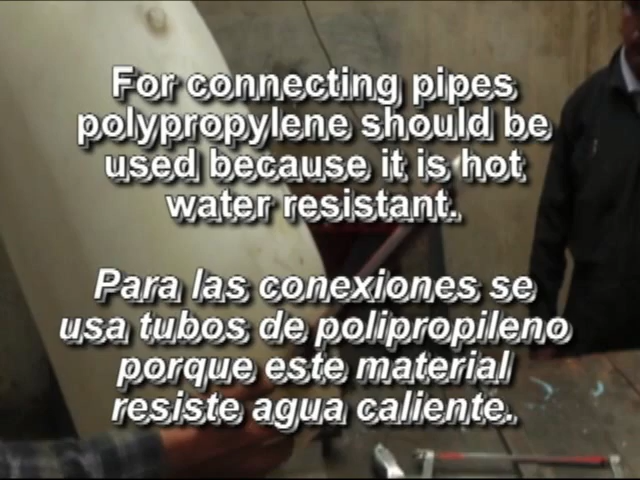 For connecting pipes
polypropylene should be
used because it is hot
water resistant.
Para las conexiones se
usa tubos de polipropileno
porque este material
resiste agua caliente.